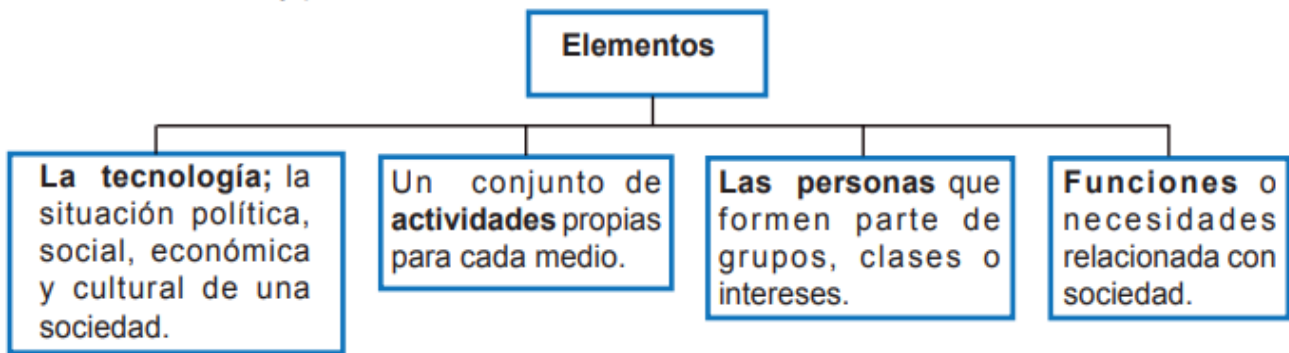 Elementos
La tecnología; la
situación política,
social, económica
y cultural de una
sociedad.
Un conjunto de
actividades propias
para cada medio.
Las personas que
formen parte de
grupos, clases o
intereses.
Funciones o
necesidades
relacionada con
sociedad.